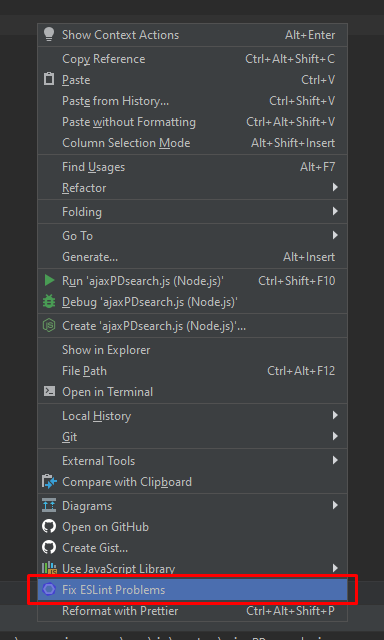 Show Context Actions Alt+Enter
Copy Reference Ctrl+Alt+Shift+C
Paste Ctrl+V
Paste from History... Ctrl+Shift+V
Paste without Formatting Ctrl+Alt+Shift+V
Column Selection Mode Alt+Shift+Insert
Find Usages Alt+F7
Refactor
Folding
Go To
Generate... Alt+Insert
Run 'ajaxPDsearch.js (Node.js)' Ctrl+Shift+F10
Debug 'ajaxPDsearch.js (Node.js)'
Create 'ajaxPDsearch.js (Node.js)'...
Show in Explorer
File Path Ctrl+Alt+F12
Open in Terminal
Local History
Git
External Tools
Compare with Clipboard
Diagrams
Open on GitHub
Create Gist...
Use JavaScript Library
Fix ESLint Problems
Reformat with Prettier Ctrl+Alt+Shift+P